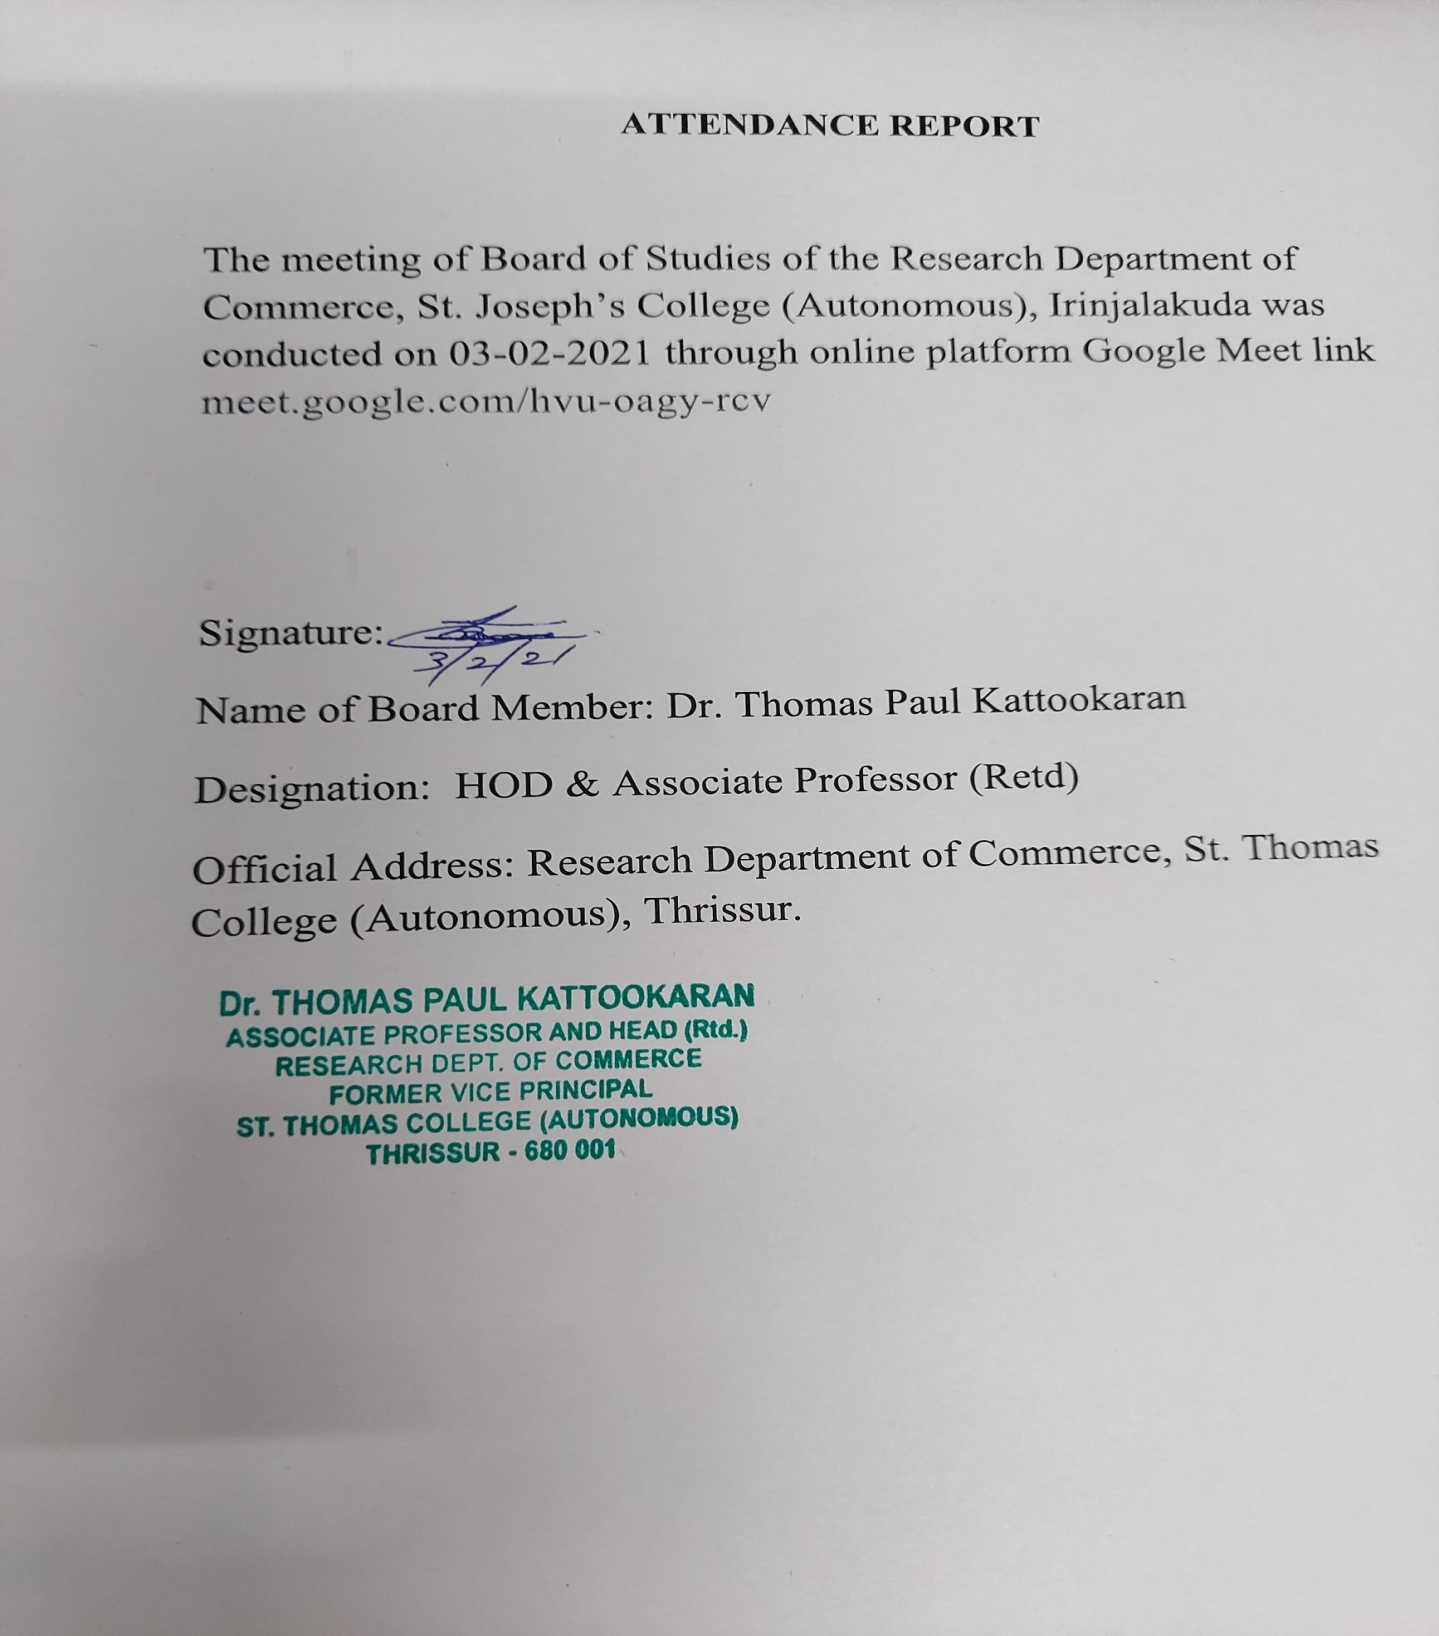 ATTENDANCE REPORT
The meeting of Board of Studies of the Research Department of
Commerce, St. Joseph’s College (Autonomous), Irinjalakuda was
conducted on 03-02-2021 through online platform Google Meet link
meet.google.com/hvu-oagy-rcv
Signature:
3/2/21
Name of Board Member: Dr. Thomas Paul Kattookaran
Designation: HOD & Associate Professor (Retd)
Official Address: Research Department of Commerce, St. Thomas
College (Autonomous), Thrissur.
Dr. THOMAS PAUL KATTOOKARAN
ASSOCIATE PROFESSOR AND HEAD (Rtd.)
RESEARCH DEPT. OF COMMERCE
FORMER VICE PRINCIPAL
ST. THOMAS COLLEGE (AUTONOMOUS)
THRISSUR - 680 001